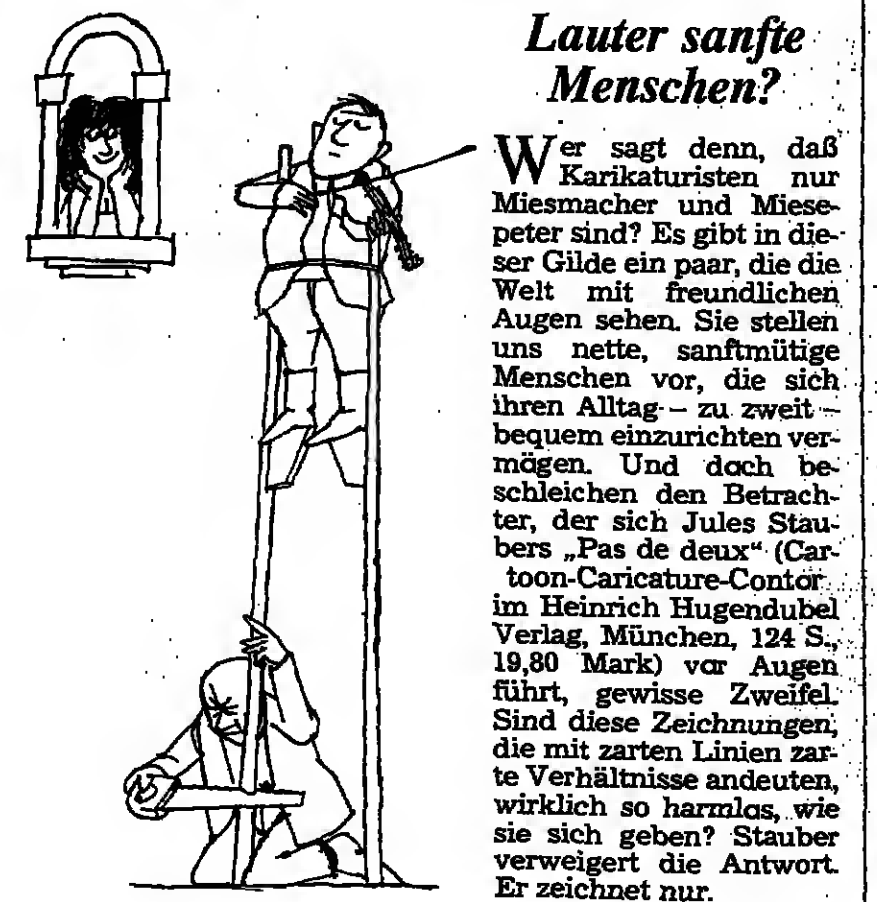 Lauter sanfte
Menschen?
Wer sagt denn, daß
Karikaturisten nur
Miesmacher und Miese-
peter sind? Es gibt in die-
ser Gilde ein paar, die die
Welt mit freundlichen
Augen sehen. Sie stellen
uns nette, sanftmütige
Menschen vor, die sich
ihren Alltag – zu zweit –
bequem einzurichten ver-
mögen. Und doch be-
schleichen den Betrach-
ter, der sich Jules Stau-
bers „Pas de deux“ (Car-
toon-Caricature-Contor
im Heinrich Hugendubel
Verlag, München, 124 S.,
19,80 Mark) vor Augen
führt, gewisse Zweifel.
Sind diese Zeichnungen,
die mit zarten Linien zar-
te Verhältnisse andeuten,
wirklich so harmlos, wie
sie sich geben? Stauber
verweigert die Antwort.
Er zeichnet nur.